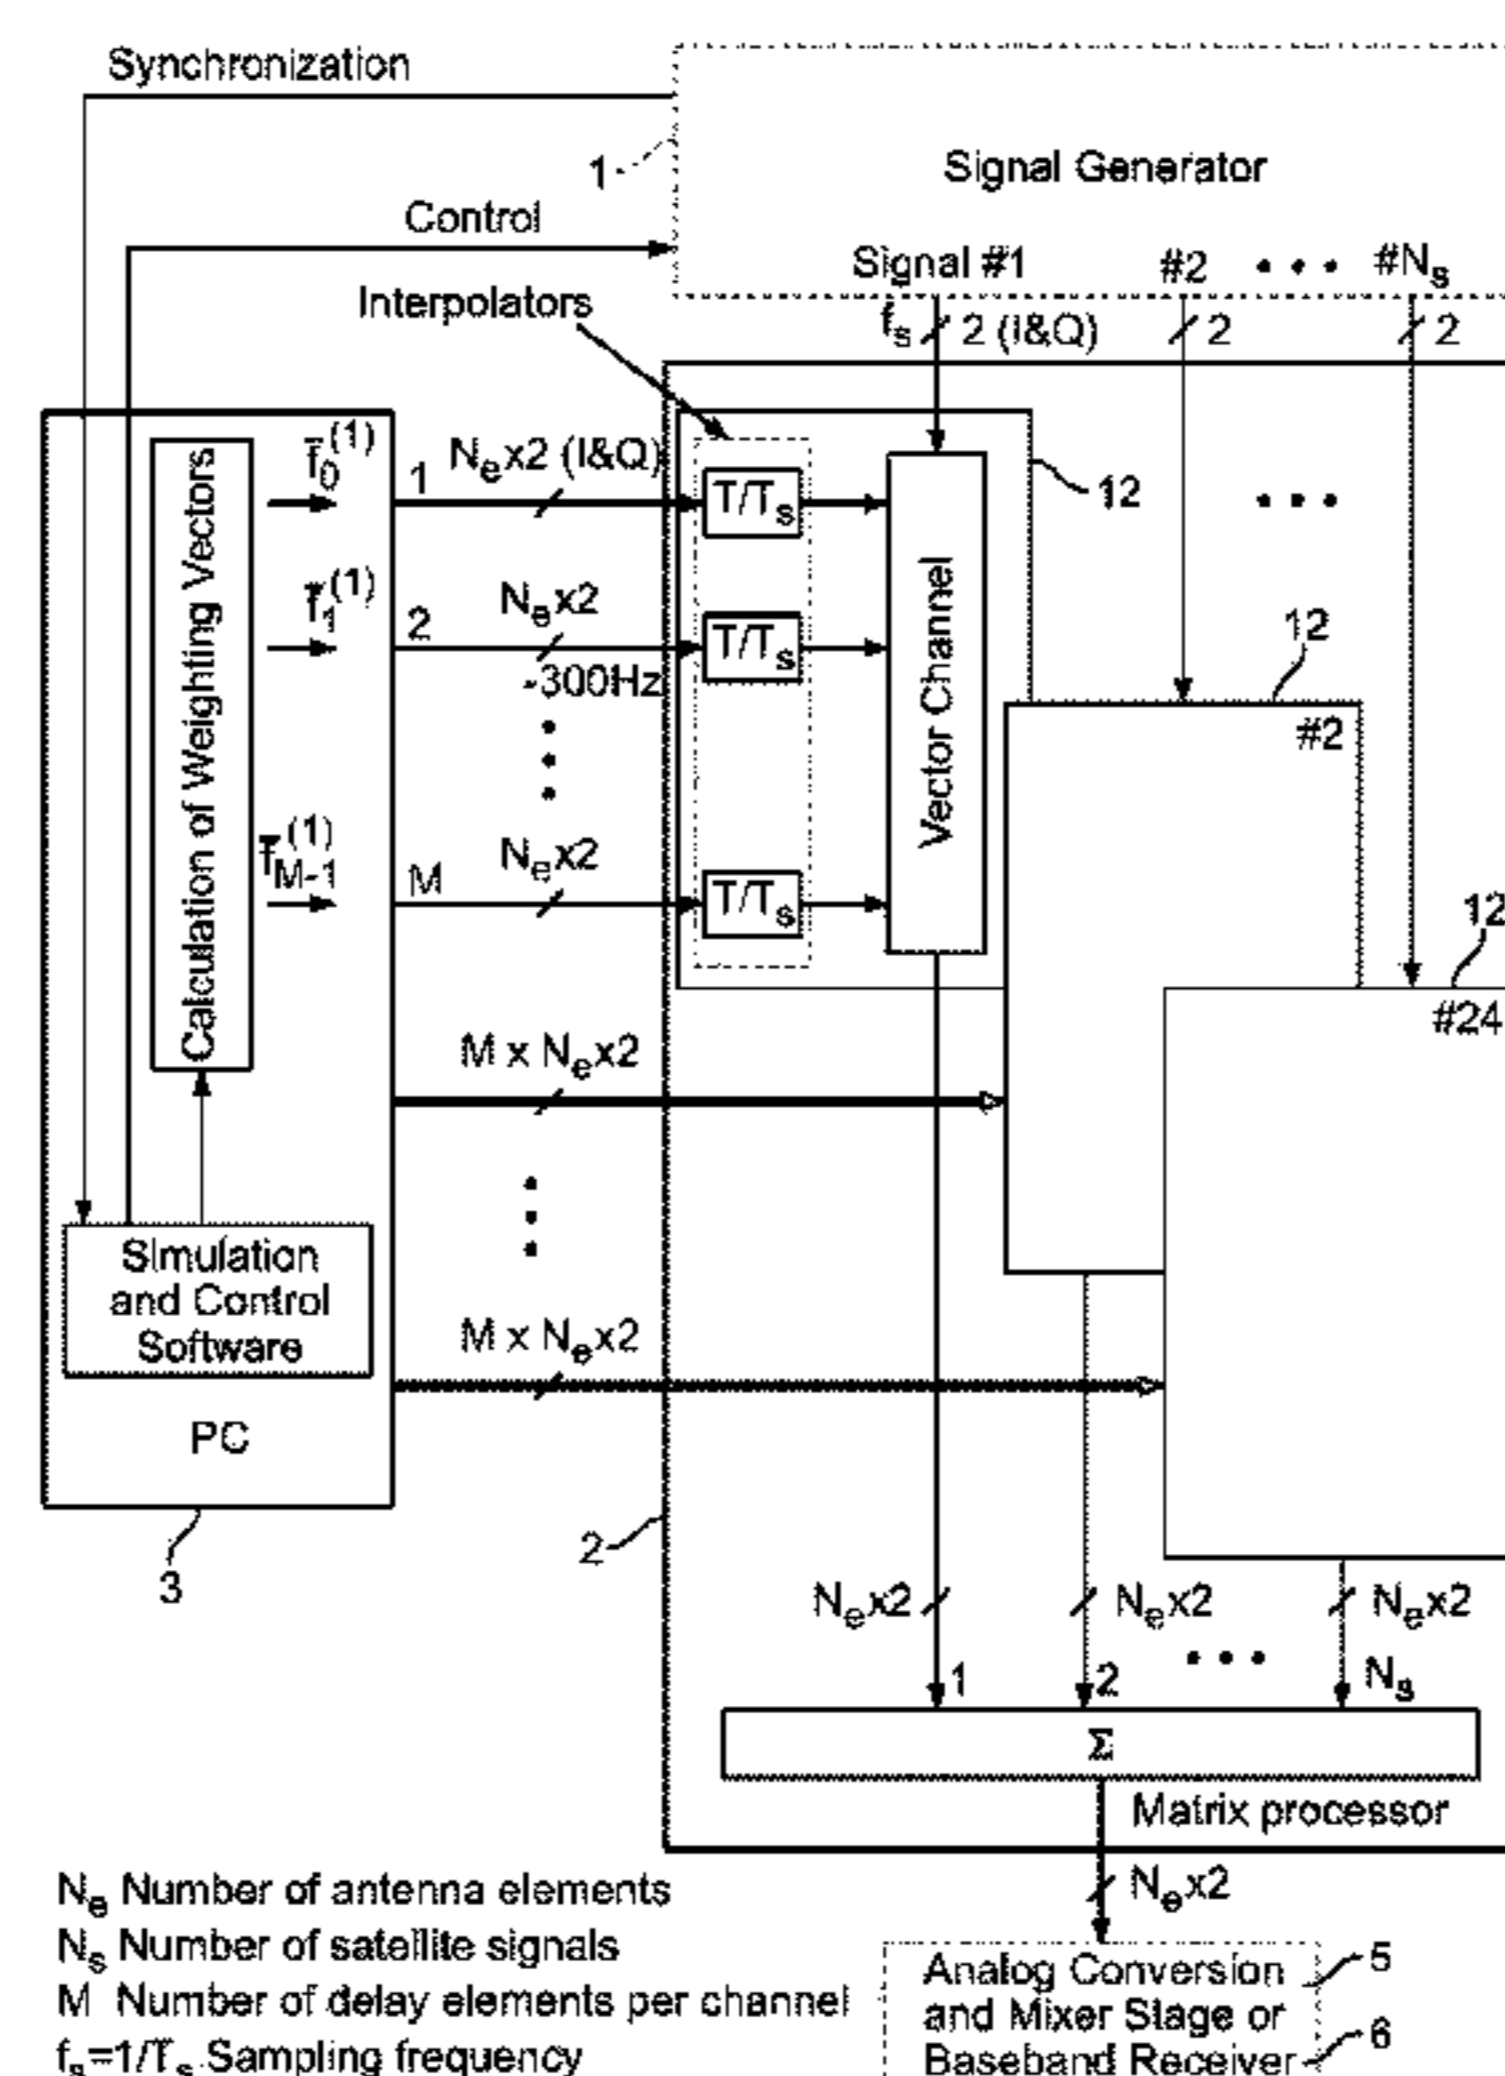 Synchronization
1
Signal Generator
Control
Signal #1 #2 • • • #Nₛ
Interpolators
fₛ 2 (I&Q) 2 2
Calculation of Weighting Vectors
f₀⁽¹⁾
1
Nₑx2 (I&Q)
T/Tₛ
12
• • •
f₁⁽¹⁾
2
Nₑx2
T/Tₛ
-300Hz
Vector Channel
12
#2
f_M-1⁽¹⁾
M
Nₑx2
T/Tₛ
12
#24
M x Nₑx2
Simulation
and Control
Software
M x Nₑx2
PC
3
2
Nₑx2 Nₑx2 Nₑx2
1 2 • • • Nₛ
Σ
Matrix processor
Nₑx2
Nₑ Number of antenna elements
Nₛ Number of satellite signals
M Number of delay elements per channel
fₛ=1/Tₛ Sampling frequency
Analog Conversion
and Mixer Stage or
Baseband Receiver
5
6